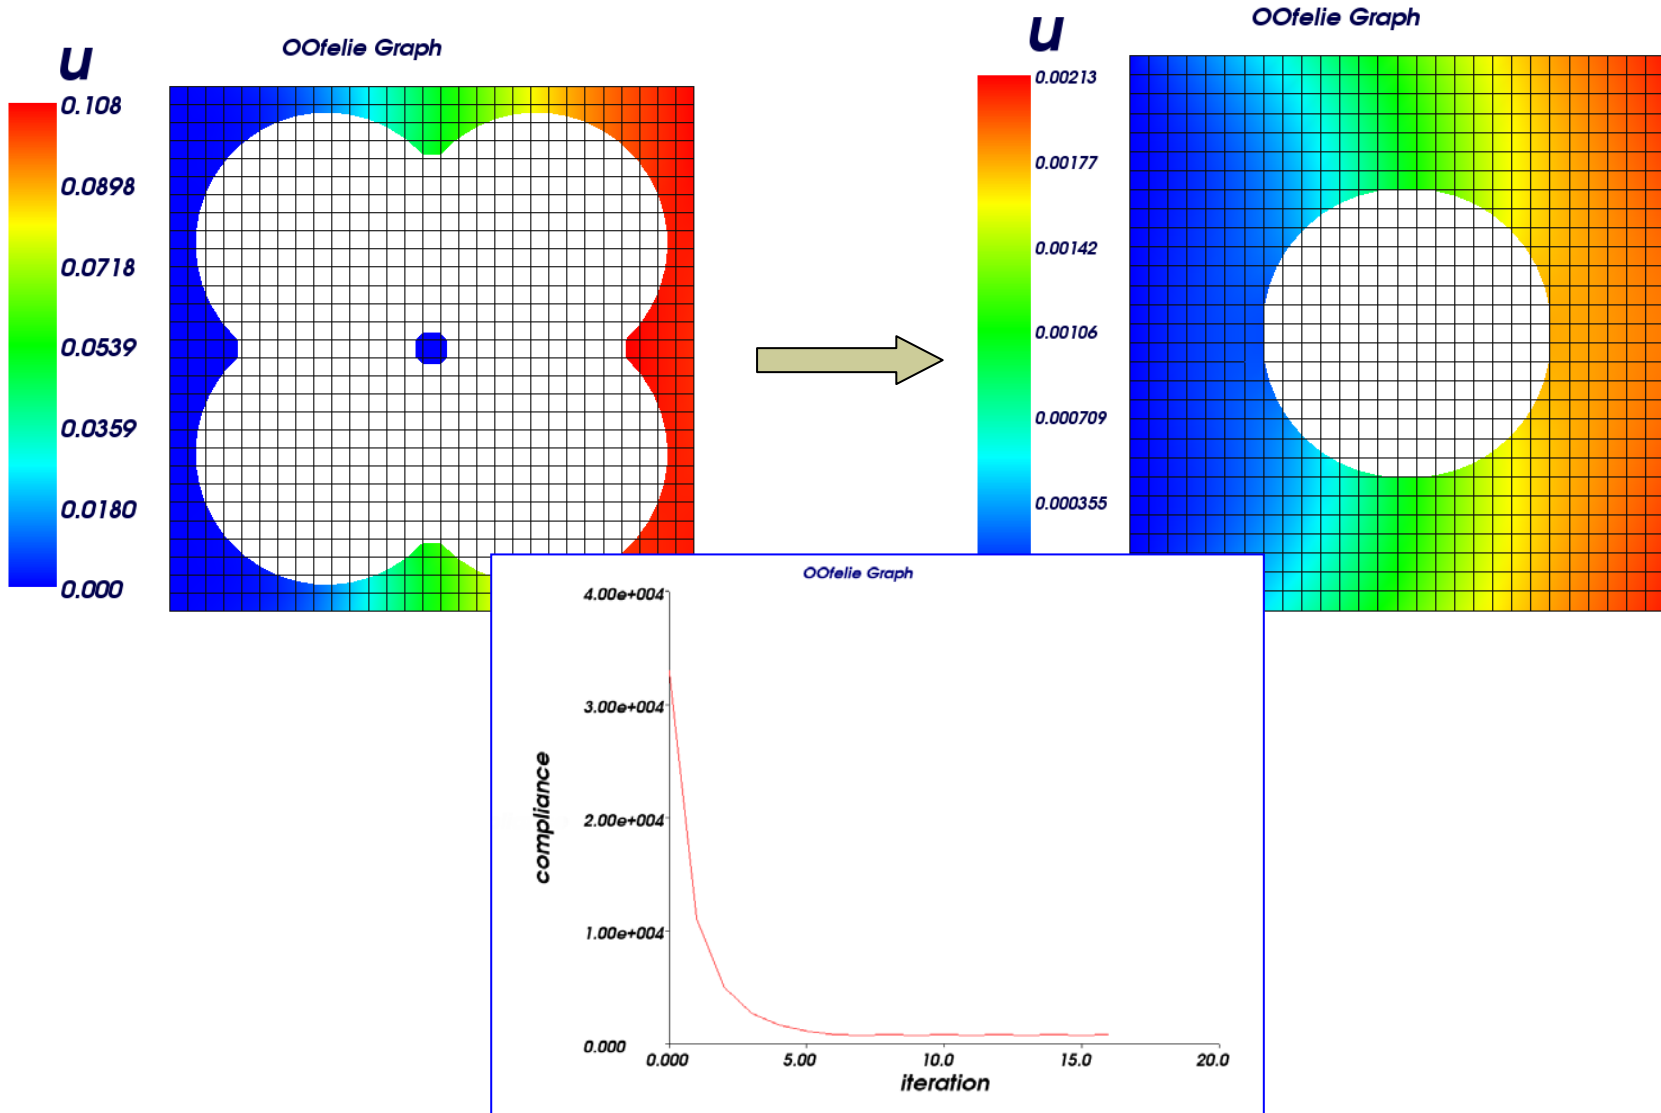 OOfelie Graph
u
0.108
0.0898
0.0718
0.0539
0.0359
0.0180
0.000
OOfelie Graph
u
0.00213
0.00177
0.00142
0.00106
0.000709
0.000355
OOfelie Graph
4.00e+004
3.00e+004
2.00e+004
1.00e+004
0.000
compliance
0.000 5.00 10.0 15.0 20.0
iteration